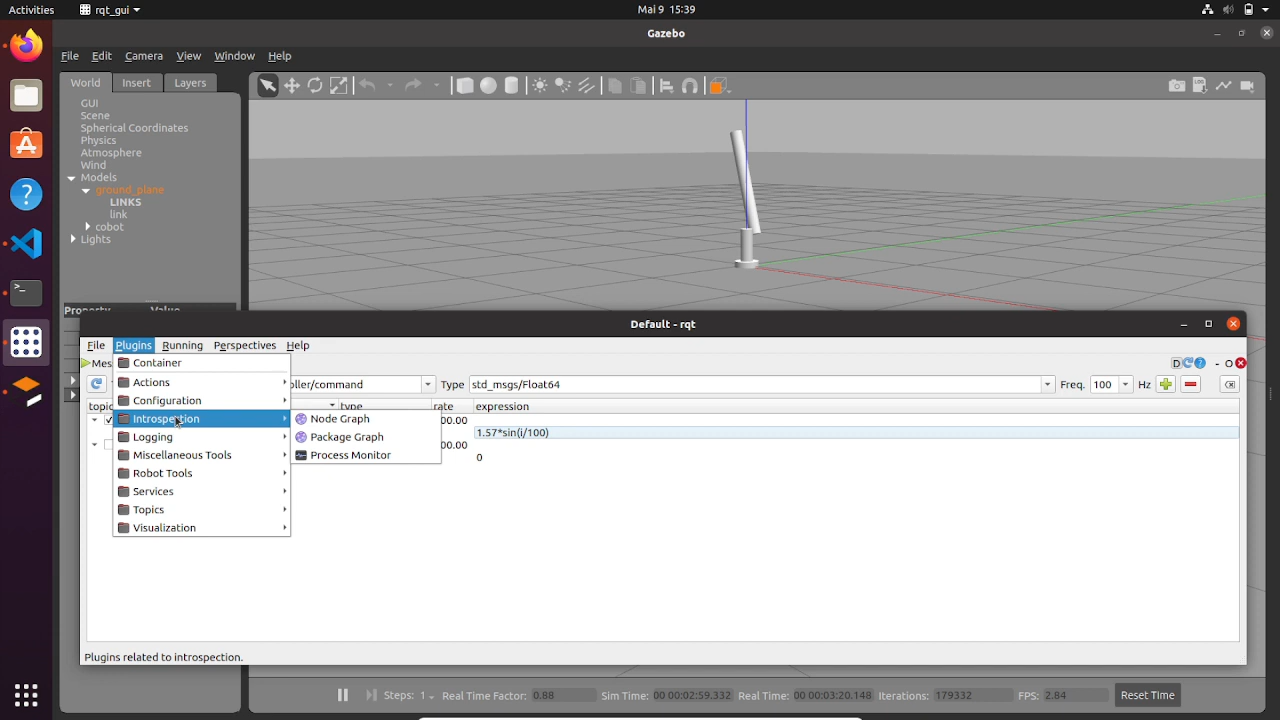 Activities
rqt_gui
Mai 9 15:39
Gazebo
File Edit Camera View Window Help
World Insert Layers
GUI
Scene
Spherical Coordinates
Physics
Atmosphere
Wind
Models
ground_plane
LINKS
link
cobot
Lights
Property Value
Default - rqt
File Plugins Running Perspectives Help
Container
Actions
Configuration
Introspection
Logging
Miscellaneous Tools
Robot Tools
Services
Topics
Visualization
Node Graph
Package Graph
Process Monitor
D - O
oller/command Type std_msgs/Float64 Freq. 100 Hz
topic type rate expression
00.00
1.57*sin(i/100)
00.00
0
Plugins related to introspection.
Steps: 1 Real Time Factor: 0.88 Sim Time: 00 00:02:59.332 Real Time: 00 00:03:20.148 Iterations: 179332 FPS: 2.84 Reset Time